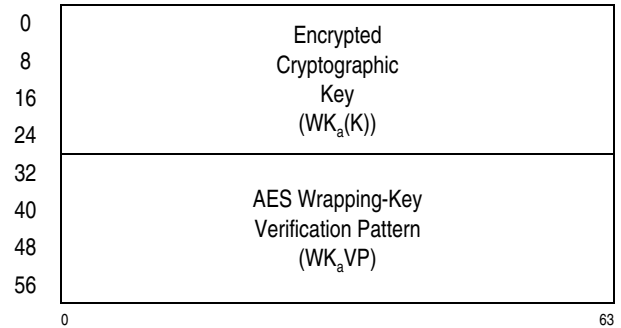 0
8
16
24
32
40
48
56
Encrypted
Cryptographic
Key
(WKa(K))
AES Wrapping-Key
Verification Pattern
(WKaVP)
0 63